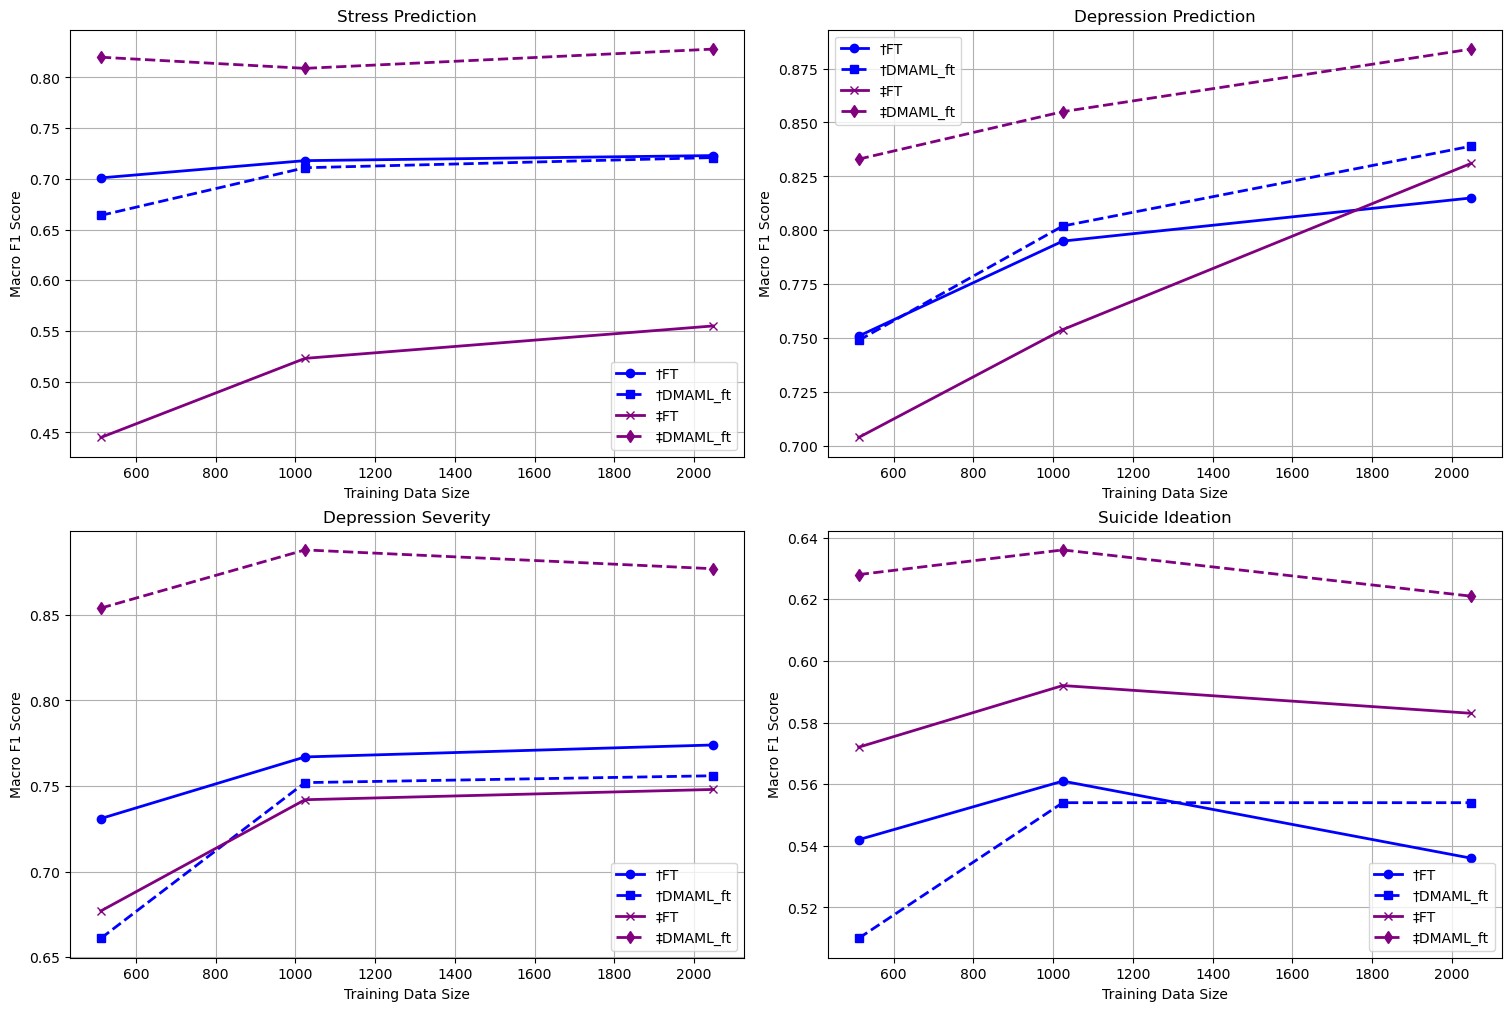 Stress Prediction
Macro F1 Score
0.80
0.75
0.70
0.65
0.60
0.55
0.50
0.45
†FT
†DMAML_ft
‡FT
‡DMAML_ft
600 800 1000 1200 1400 1600 1800 2000
Training Data Size
Depression Prediction
Macro F1 Score
0.875
0.850
0.825
0.800
0.775
0.750
0.725
0.700
†FT
†DMAML_ft
‡FT
‡DMAML_ft
600 800 1000 1200 1400 1600 1800 2000
Training Data Size
Depression Severity
Macro F1 Score
0.85
0.80
0.75
0.70
0.65
†FT
†DMAML_ft
‡FT
‡DMAML_ft
600 800 1000 1200 1400 1600 1800 2000
Training Data Size
Suicide Ideation
Macro F1 Score
0.64
0.62
0.60
0.58
0.56
0.54
0.52
†FT
†DMAML_ft
‡FT
‡DMAML_ft
600 800 1000 1200 1400 1600 1800 2000
Training Data Size